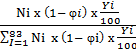 Ni x (1-φi) x Yi/100
∑_{I=1}^{83} Ni x (1-φi) x Yi/100